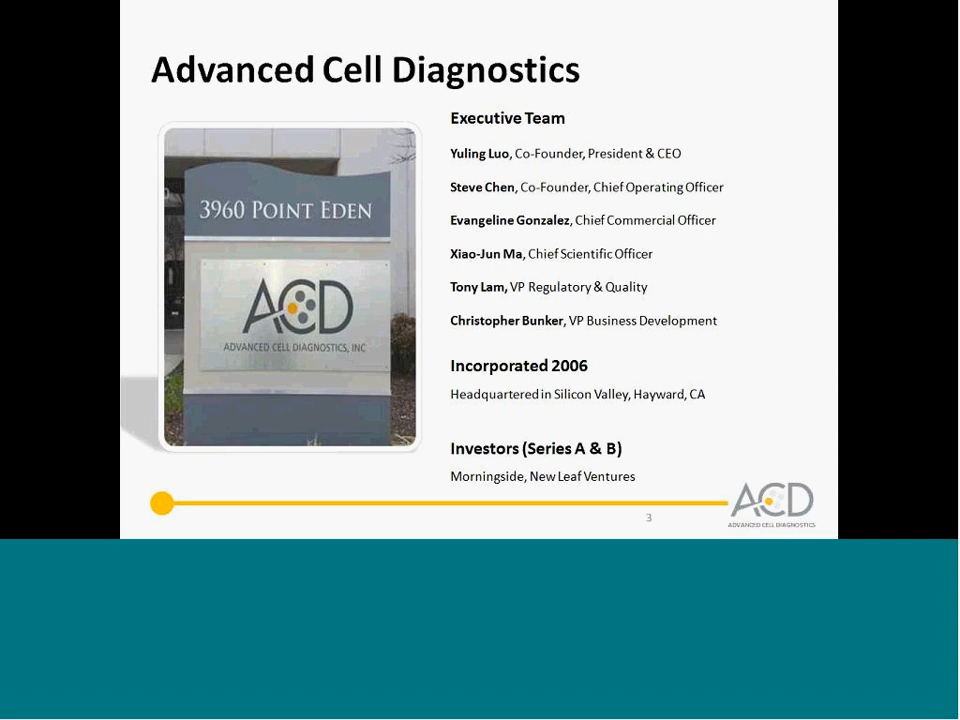 Advanced Cell Diagnostics
3960 POINT EDEN
ACD
ADVANCED CELL DIAGNOSTICS, INC
Executive Team
Yuling Luo, Co-Founder, President & CEO
Steve Chen, Co-Founder, Chief Operating Officer
Evangeline Gonzalez, Chief Commercial Officer
Xiao-Jun Ma, Chief Scientific Officer
Tony Lam, VP Regulatory & Quality
Christopher Bunker, VP Business Development
Incorporated 2006
Headquartered in Silicon Valley, Hayward, CA
Investors (Series A & B)
Morningside, New Leaf Ventures
3
ACD
ADVANCED CELL DIAGNOSTICS